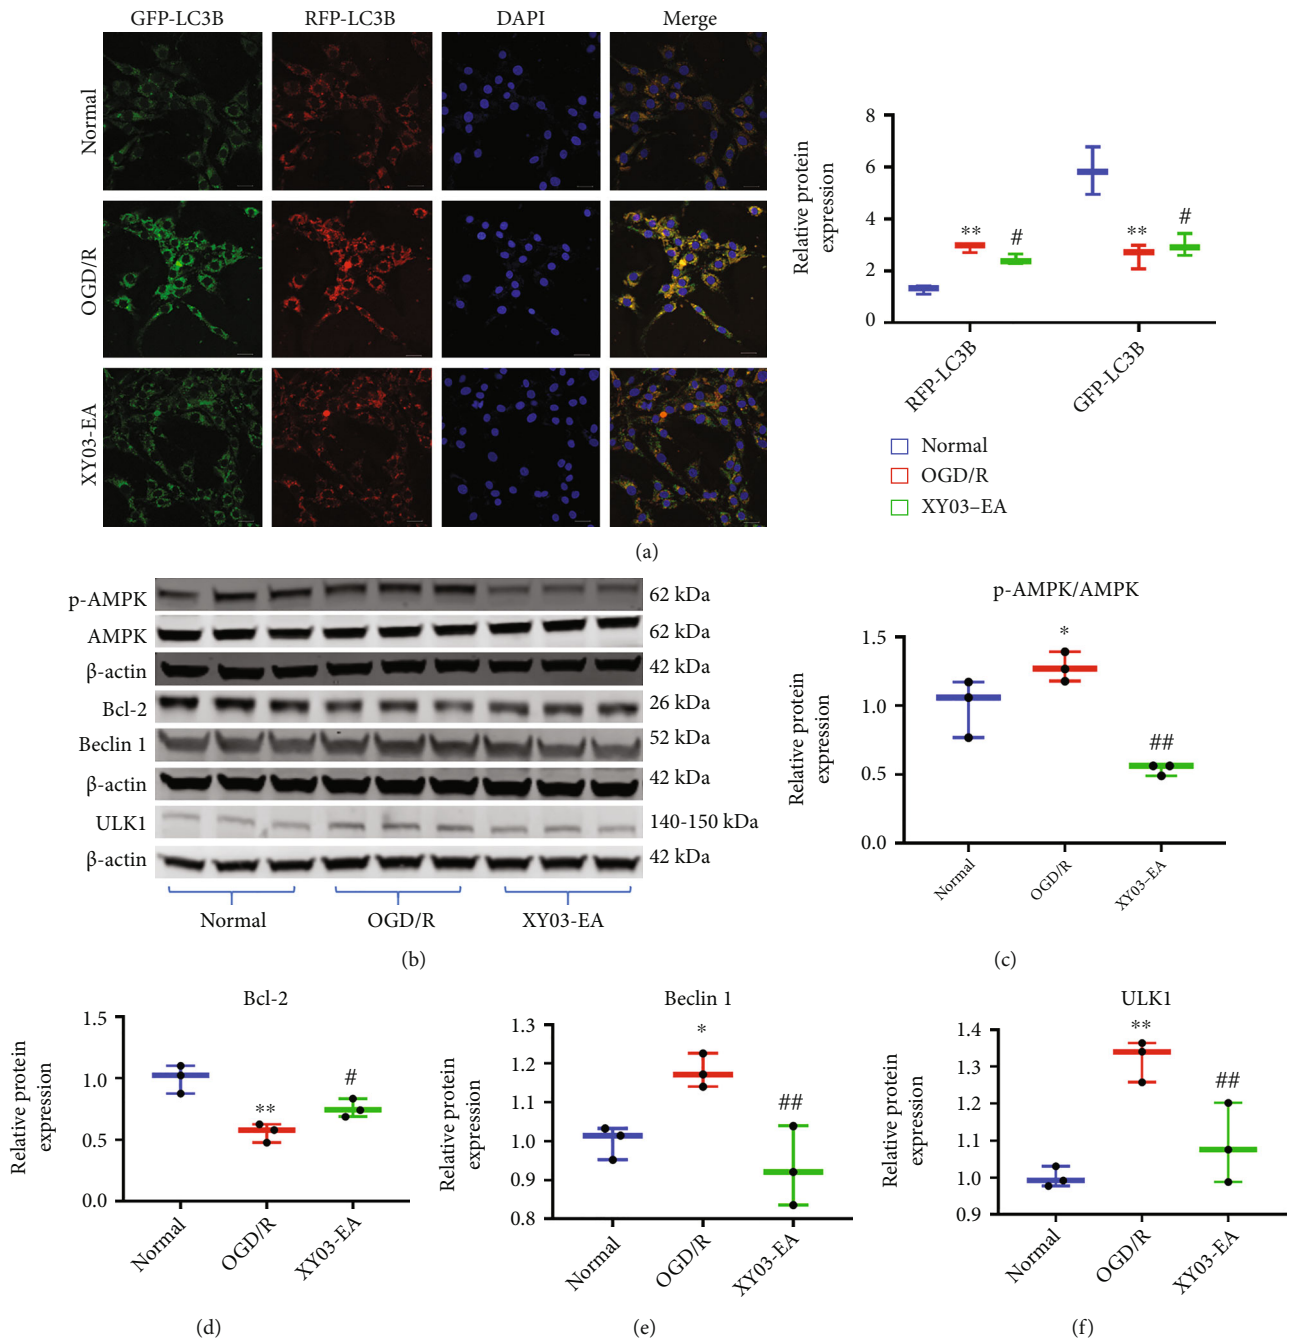 GFP-LC3B RFP-LC3B DAPI Merge
Normal
OGD/R
XY03-EA
Relative protein
expression
8
6
4
2
0
** # ** #
RFP-LC3B GFP-LC3B
Normal
OGD/R
XY03–EA
(a)
p-AMPK 62 kDa
AMPK 62 kDa
β-actin 42 kDa
Bcl-2 26 kDa
Beclin 1 52 kDa
β-actin 42 kDa
ULK1 140-150 kDa
β-actin 42 kDa
Normal OGD/R XY03-EA
(b)
p-AMPK/AMPK
Relative protein
expression
1.5
1.0
0.5
0.0
*
##
Normal OGD/R XY03–EA
(c)
Bcl-2
Relative protein
expression
1.5
1.0
0.5
0.0
**
#
Normal OGD/R XY03-EA
(d)
Beclin 1
Relative protein
expression
1.3
1.2
1.1
1.0
0.9
0.8
*
##
Normal OGD/R XY03-EA
(e)
ULK1
Relative protein
expression
1.4
1.3
1.2
1.1
1.0
0.9
**
##
Normal OGD/R XY03-EA
(f)